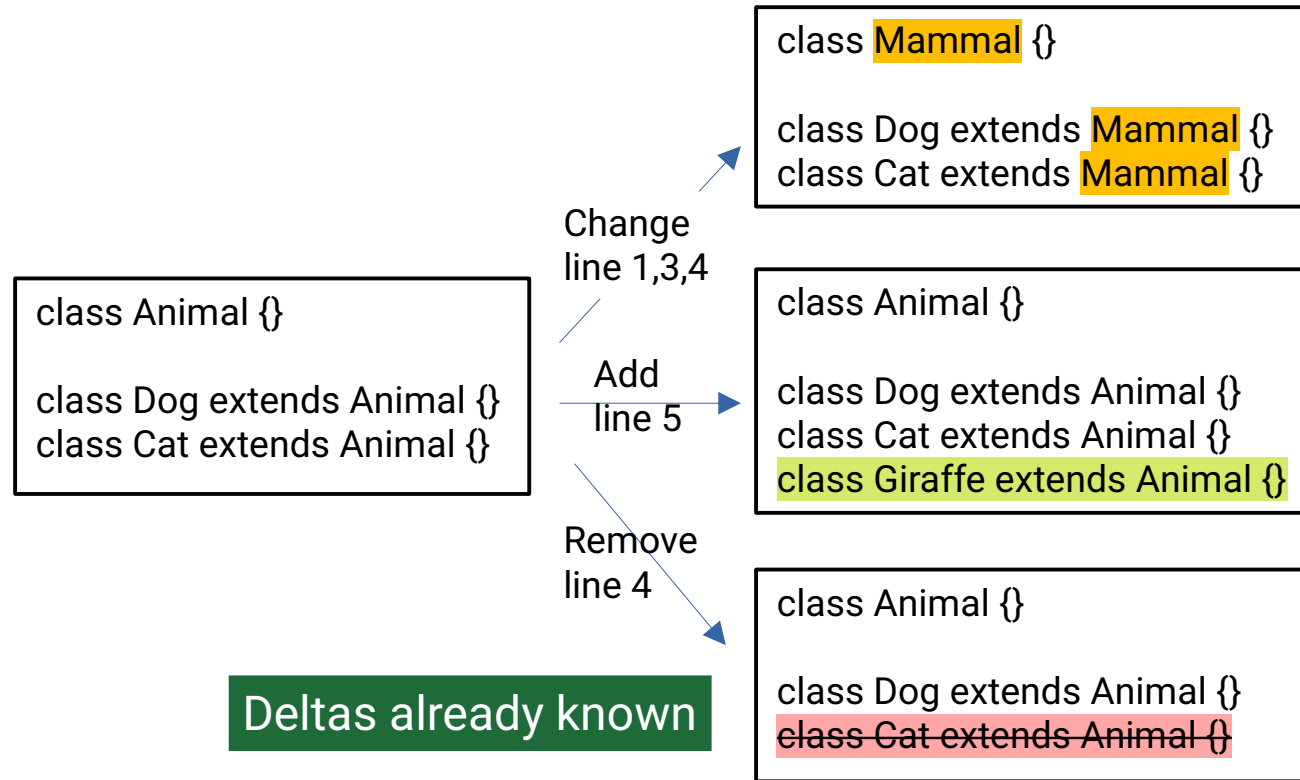 class Animal {}
class Dog extends Animal {}
class Cat extends Animal {}
Change
line 1,3,4
Add
line 5
Remove
line 4
class Mammal {}
class Dog extends Mammal {}
class Cat extends Mammal {}
class Animal {}
class Dog extends Animal {}
class Cat extends Animal {}
class Giraffe extends Animal {}
class Animal {}
class Dog extends Animal {}
class Cat extends Animal {}
Deltas already known